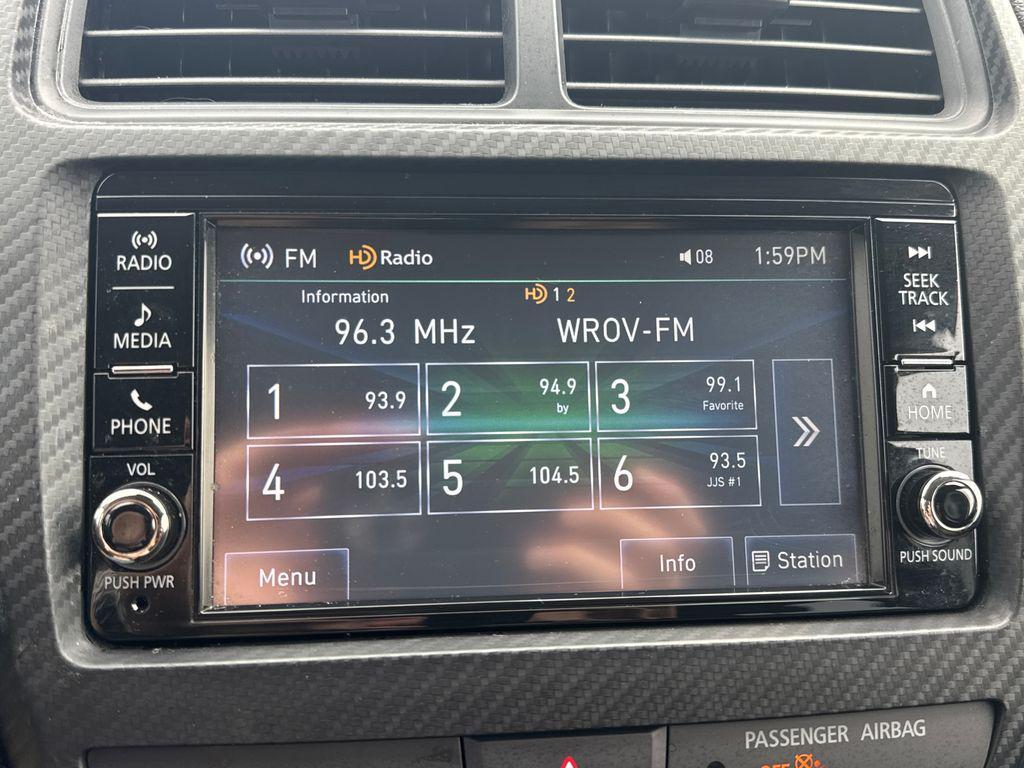 RADIO
MEDIA
PHONE
VOL
PUSH PWR
FM HD Radio 08 1:59PM
Information HD 1 2
96.3 MHz WROV-FM
1 93.9
2 94.9
by
3 99.1
Favorite
4 103.5
5 104.5
6 93.5
JJS #1
Menu Info Station
SEEK
TRACK
HOME
TUNE
PUSH SOUND
PASSENGER AIRBAG
OFF